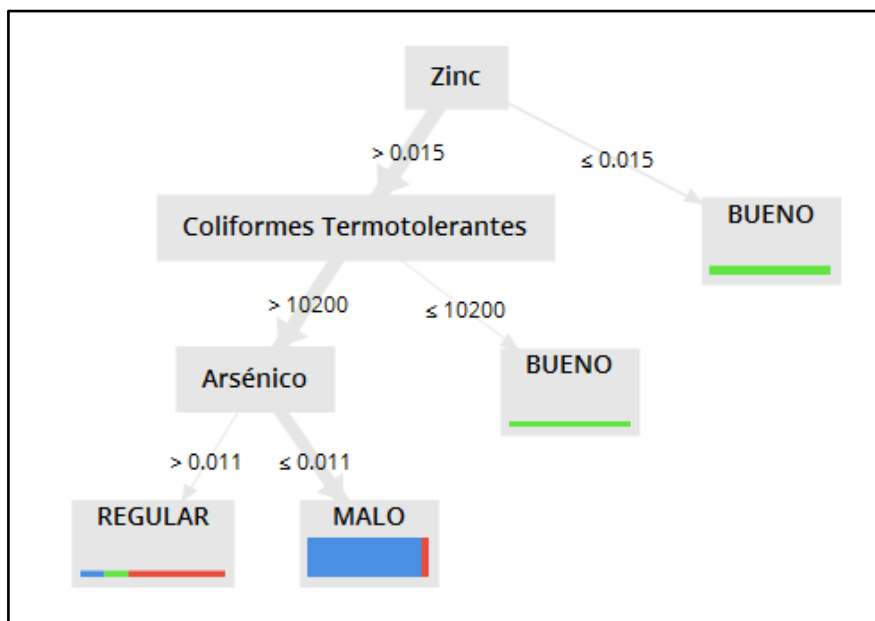 Zinc
> 0.015
≤ 0.015
Coliformes Termotolerantes
BUENO
> 10200
≤ 10200
Arsénico
BUENO
> 0.011
≤ 0.011
REGULAR
MALO